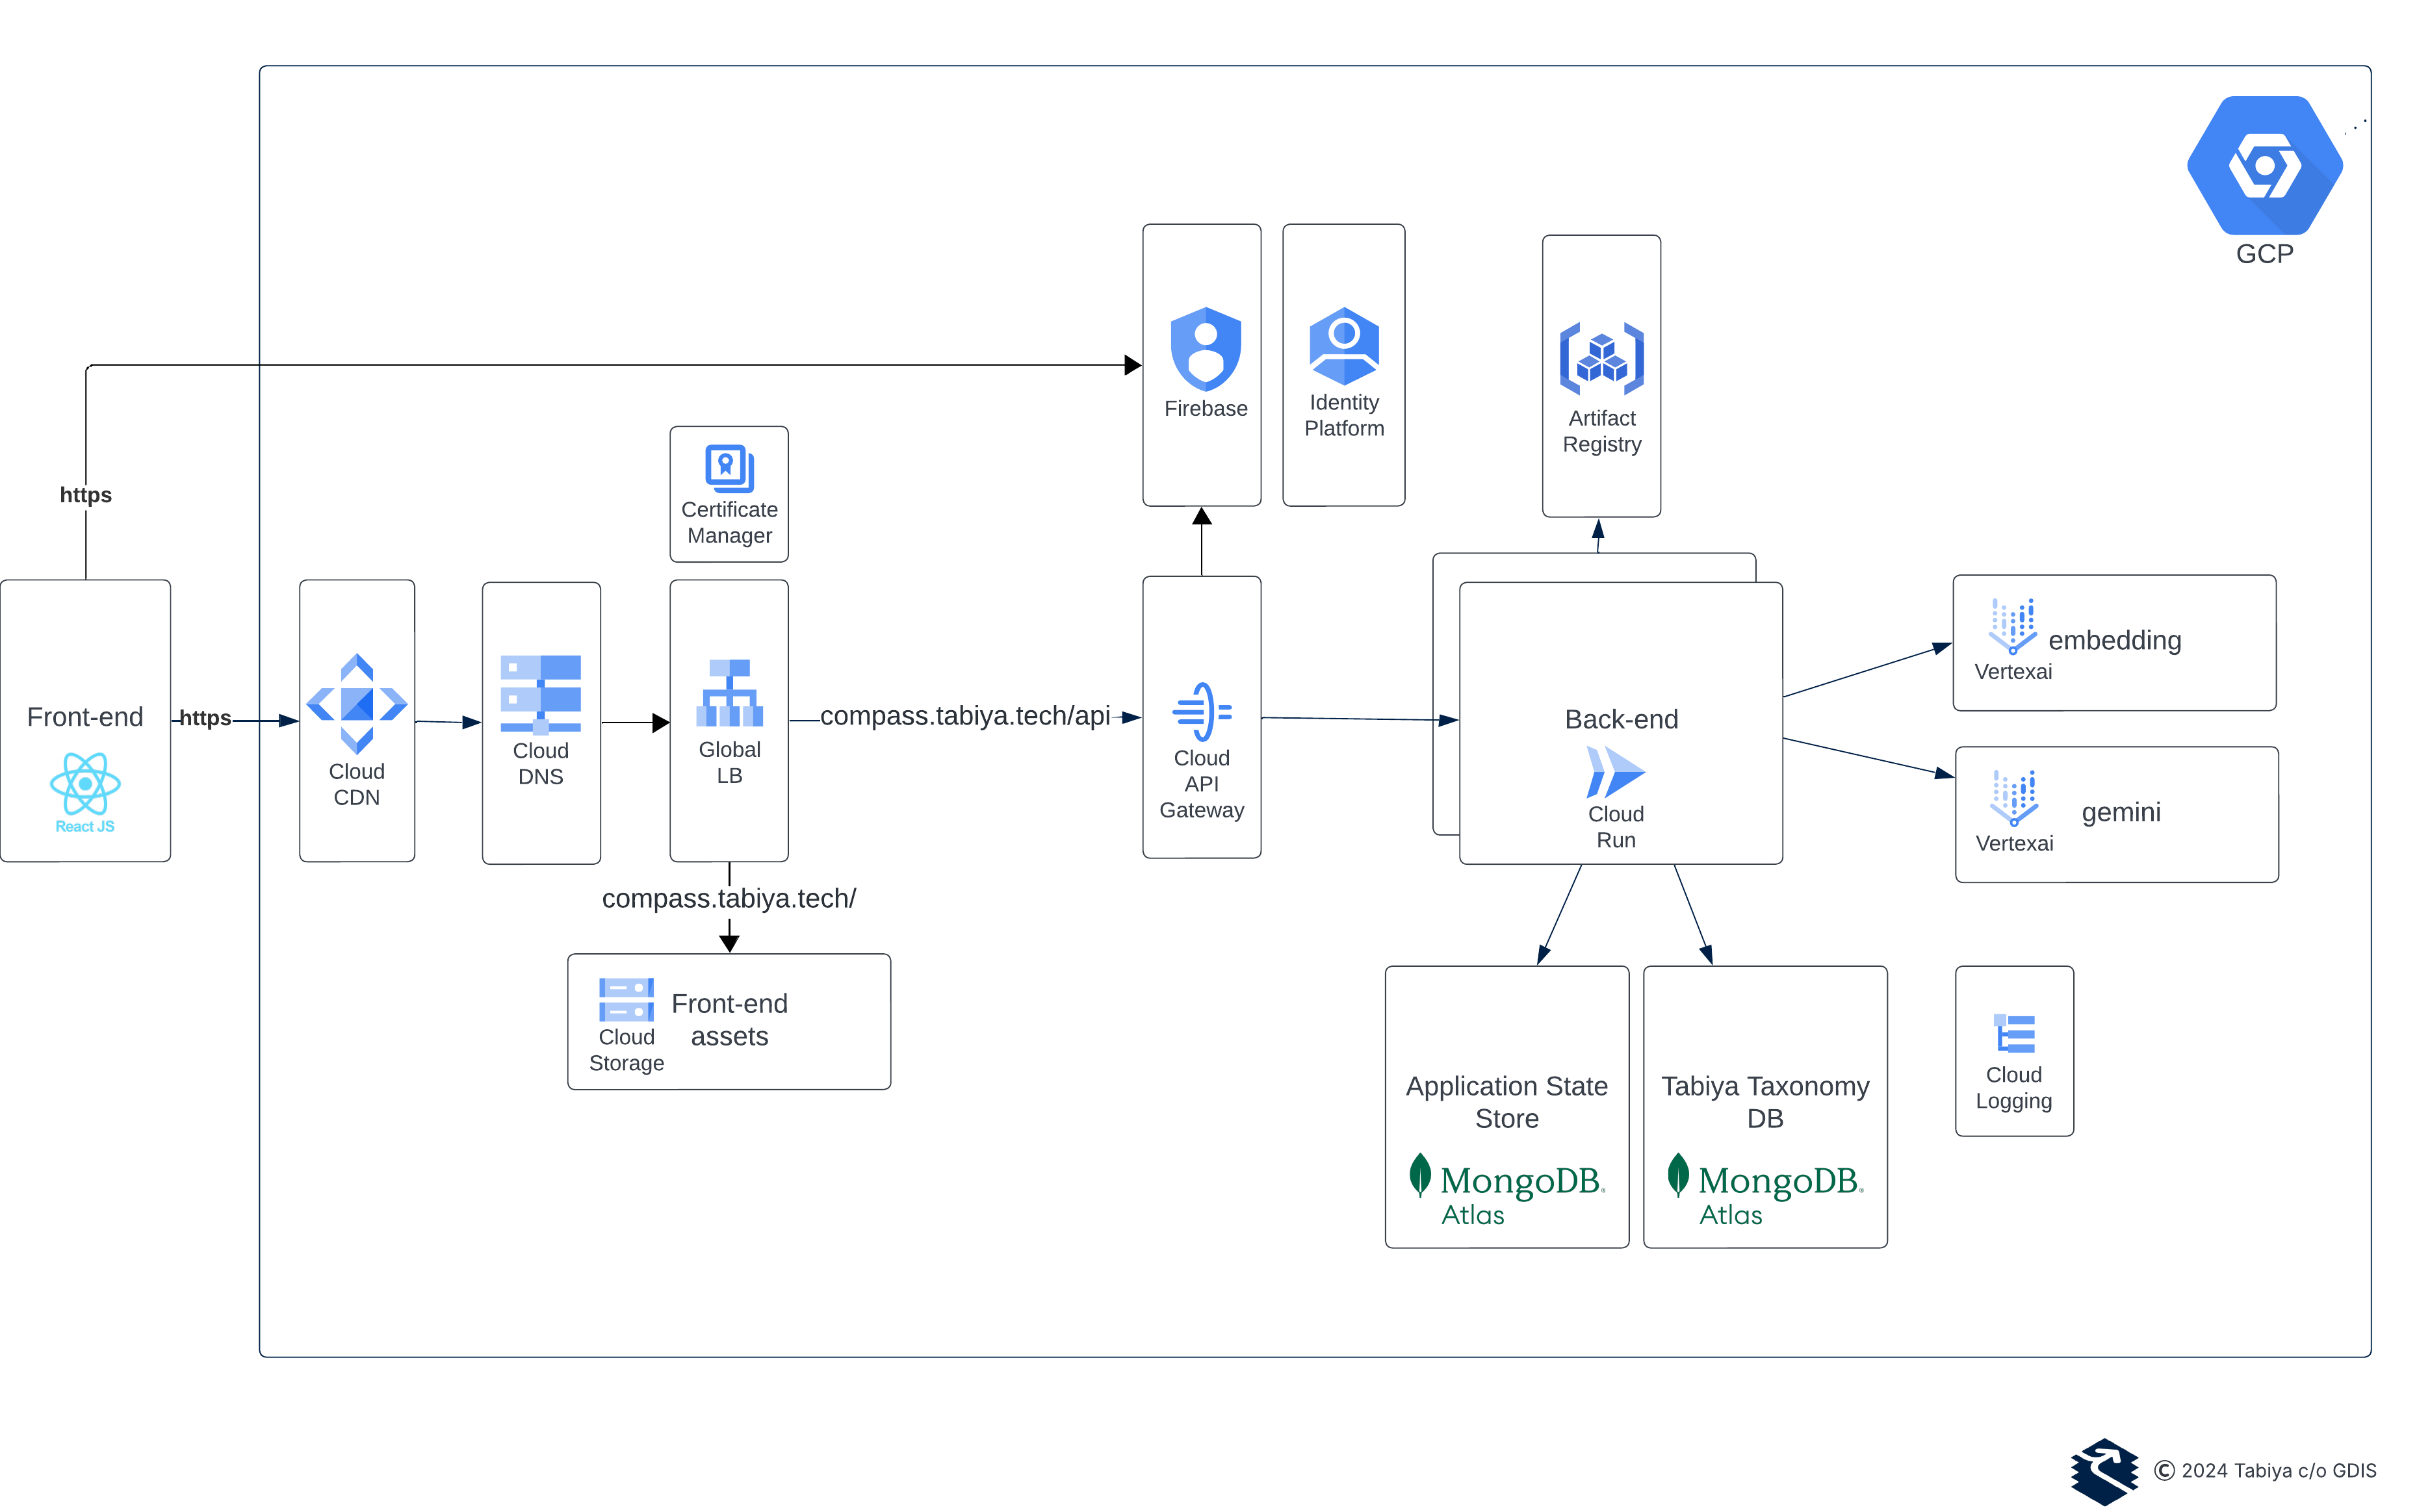 GCP
Firebase
Identity
Platform
Artifact
Registry
https
Certificate
Manager
Front-end
React JS
https
Cloud
CDN
Cloud
DNS
Global
LB
compass.tabiya.tech/api
Cloud
API
Gateway
Back-end
Cloud
Run
Vertexai
embedding
Vertexai
gemini
compass.tabiya.tech/
Cloud
Storage
Front-end
assets
Application State
Store
MongoDB®
Atlas
Tabiya Taxonomy
DB
MongoDB®
Atlas
Cloud
Logging
© 2024 Tabiya c/o GDIS